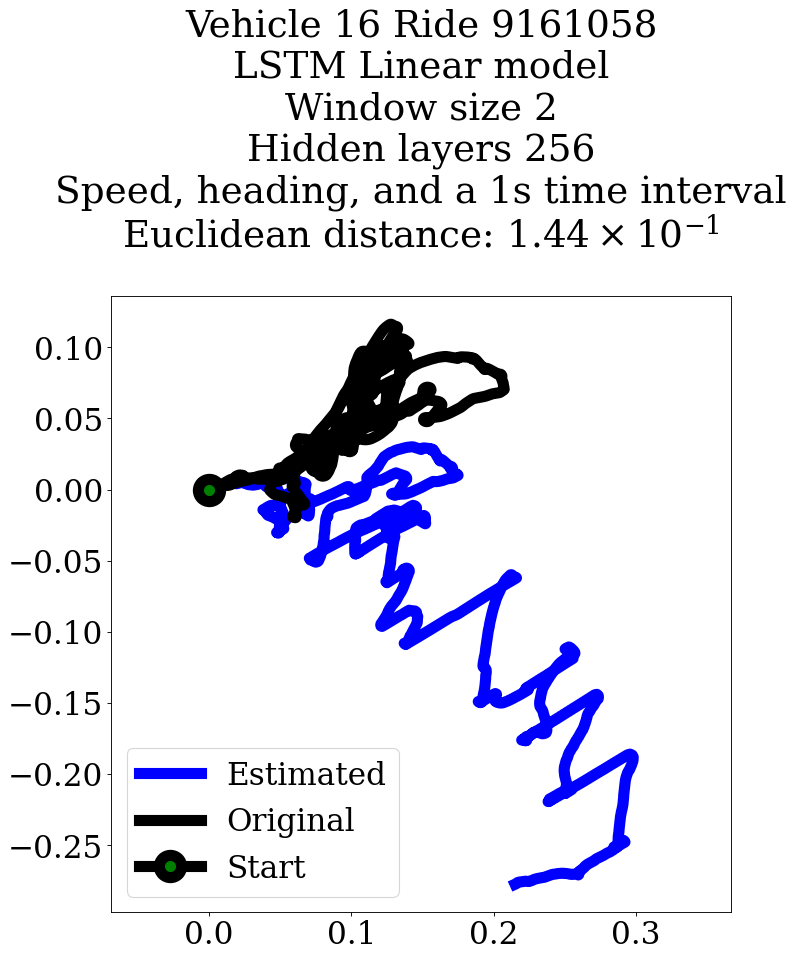 Vehicle 16 Ride 9161058
LSTM Linear model
Window size 2
Hidden layers 256
Speed, heading, and a 1s time interval
Euclidean distance: 1.44 × 10⁻¹
0.10
0.05
0.00
−0.05
−0.10
−0.15
−0.20
−0.25
Estimated
Original
Start
0.0 0.1 0.2 0.3